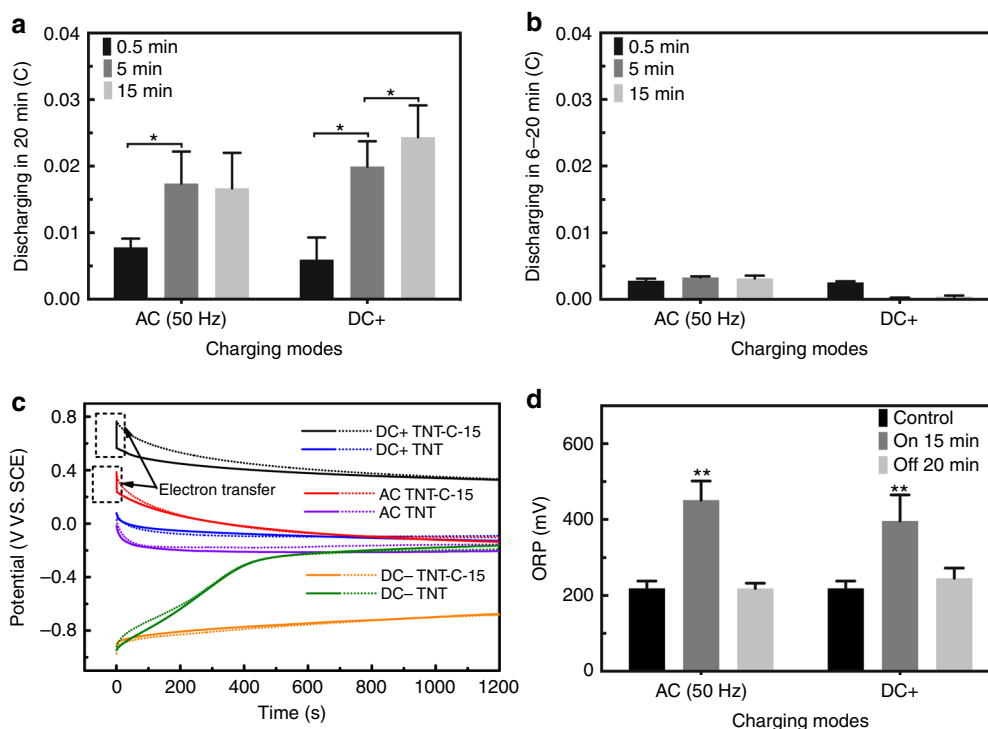 a
0.5 min
5 min
15 min
Discharging in 20 min (C)
0.04
0.03
0.02
0.01
0.00
*
*
*
AC (50 Hz)
DC+
Charging modes
b
0.5 min
5 min
15 min
Discharging in 6–20 min (C)
0.04
0.03
0.02
0.01
0.00
AC (50 Hz)
DC+
Charging modes
c
Potential (V VS. SCE)
0.8
0.4
0.0
–0.4
–0.8
DC+ TNT-C-15
DC+ TNT
Electron transfer
AC TNT-C-15
AC TNT
DC– TNT-C-15
DC– TNT
0
200
400
600
800
1000
1200
Time (s)
d
Control
On 15 min
Off 20 min
ORP (mV)
600
400
200
0
**
**
AC (50 Hz)
DC+
Charging modes